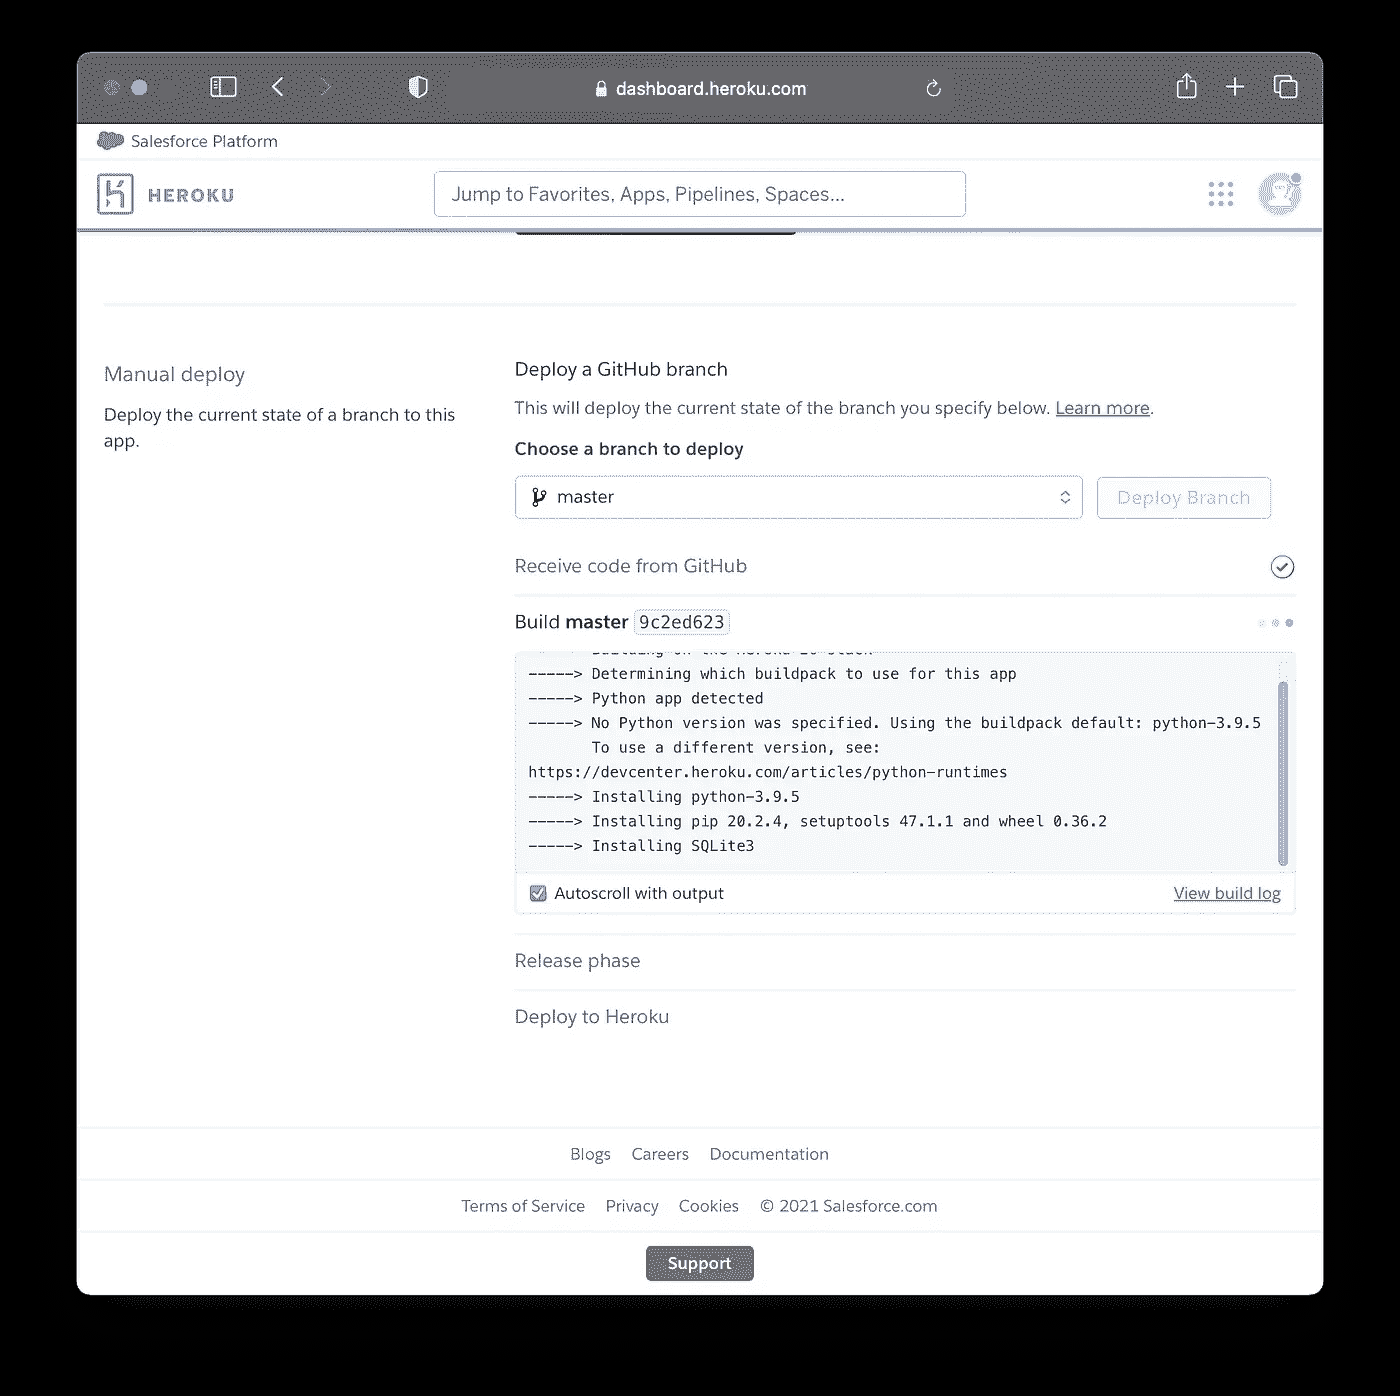 dashboard.heroku.com
Salesforce Platform
HEROKU
Jump to Favorites, Apps, Pipelines, Spaces...
Manual deploy
Deploy the current state of a branch to this
app.
Deploy a GitHub branch
This will deploy the current state of the branch you specify below. Learn more.
Choose a branch to deploy
master
Deploy Branch
Receive code from GitHub
Build master 9c2ed623
-----> Determining which buildpack to use for this app
-----> Python app detected
-----> No Python version was specified. Using the buildpack default: python-3.9.5
To use a different version, see:
https://devcenter.heroku.com/articles/python-runtimes
-----> Installing python-3.9.5
-----> Installing pip 20.2.4, setuptools 47.1.1 and wheel 0.36.2
-----> Installing SQLite3
Autoscroll with output
View build log
Release phase
Deploy to Heroku
Blogs Careers Documentation
Terms of Service Privacy Cookies © 2021 Salesforce.com
Support